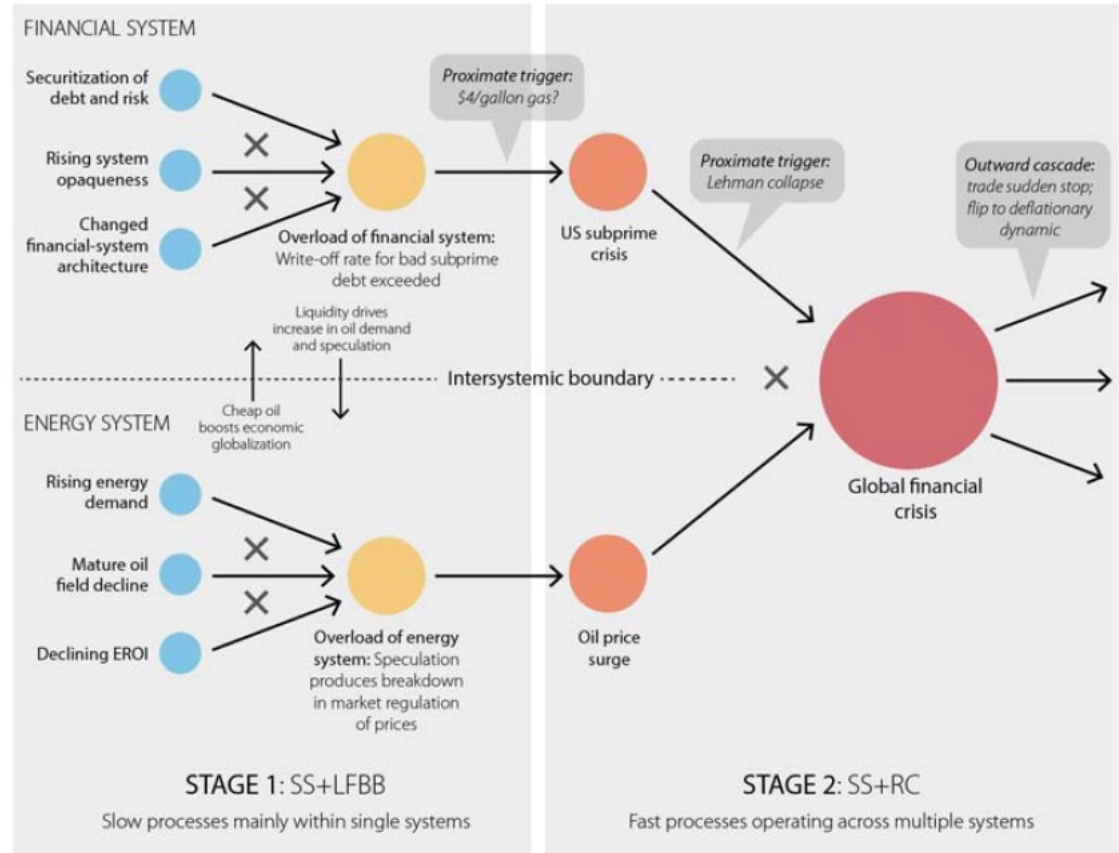 FINANCIAL SYSTEM
Securitization of
debt and risk
Rising system
opaqueness
Changed
financial-system
architecture
Overload of financial system:
Write-off rate for bad subprime
debt exceeded
Proximate trigger:
$4/gallon gas?
US subprime
crisis
Proximate trigger:
Lehman collapse
Outward cascade:
trade sudden stop;
flip to deflationary
dynamic
Liquidity drives
increase in oil demand
and speculation
Intersystemic boundary
Cheap oil
boosts economic
globalization
ENERGY SYSTEM
Rising energy
demand
Mature oil
field decline
Declining EROI
Overload of energy
system: Speculation
produces breakdown
in market regulation
of prices
Oil price
surge
Global financial
crisis
STAGE 1: SS+LFBB
Slow processes mainly within single systems
STAGE 2: SS+RC
Fast processes operating across multiple systems